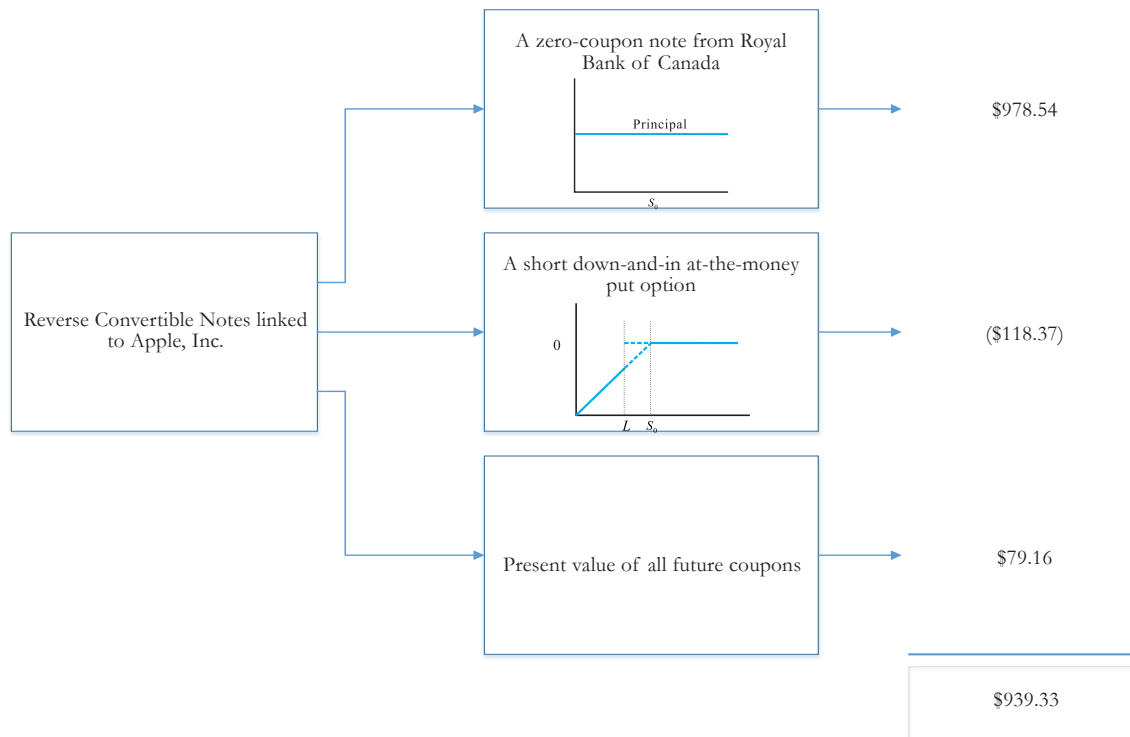 A zero-coupon note from Royal
Bank of Canada
Principal
S₀
$978.54
Reverse Convertible Notes linked
to Apple, Inc.
A short down-and-in at-the-money
put option
0
L S₀
($118.37)
Present value of all future coupons
$79.16
$939.33